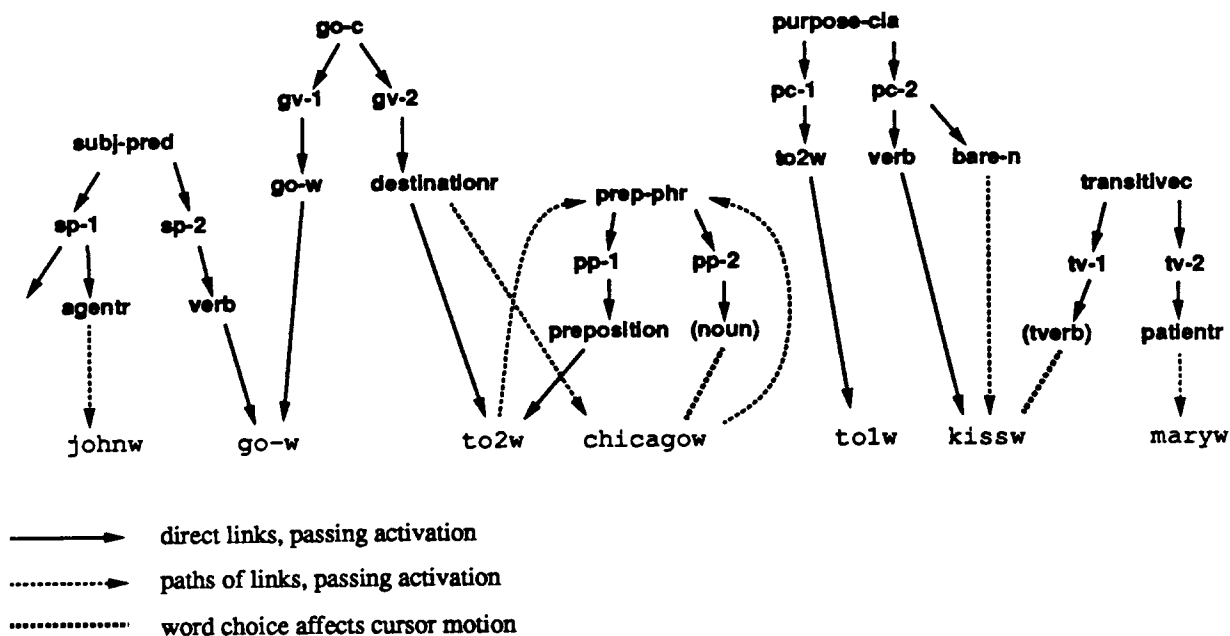 go-c
purpose-cla
gv-1 gv-2
pc-1 pc-2
subj-pred
to2w verb bare-n
go-w destinationr
prep-phr
transitivec
sp-1 sp-2
pp-1 pp-2
tv-1 tv-2
agentr verb
preposition (noun)
(tverb) patientr
johnw go-w to2w chicagow to1w kissw maryw
direct links, passing activation
paths of links, passing activation
word choice affects cursor motion